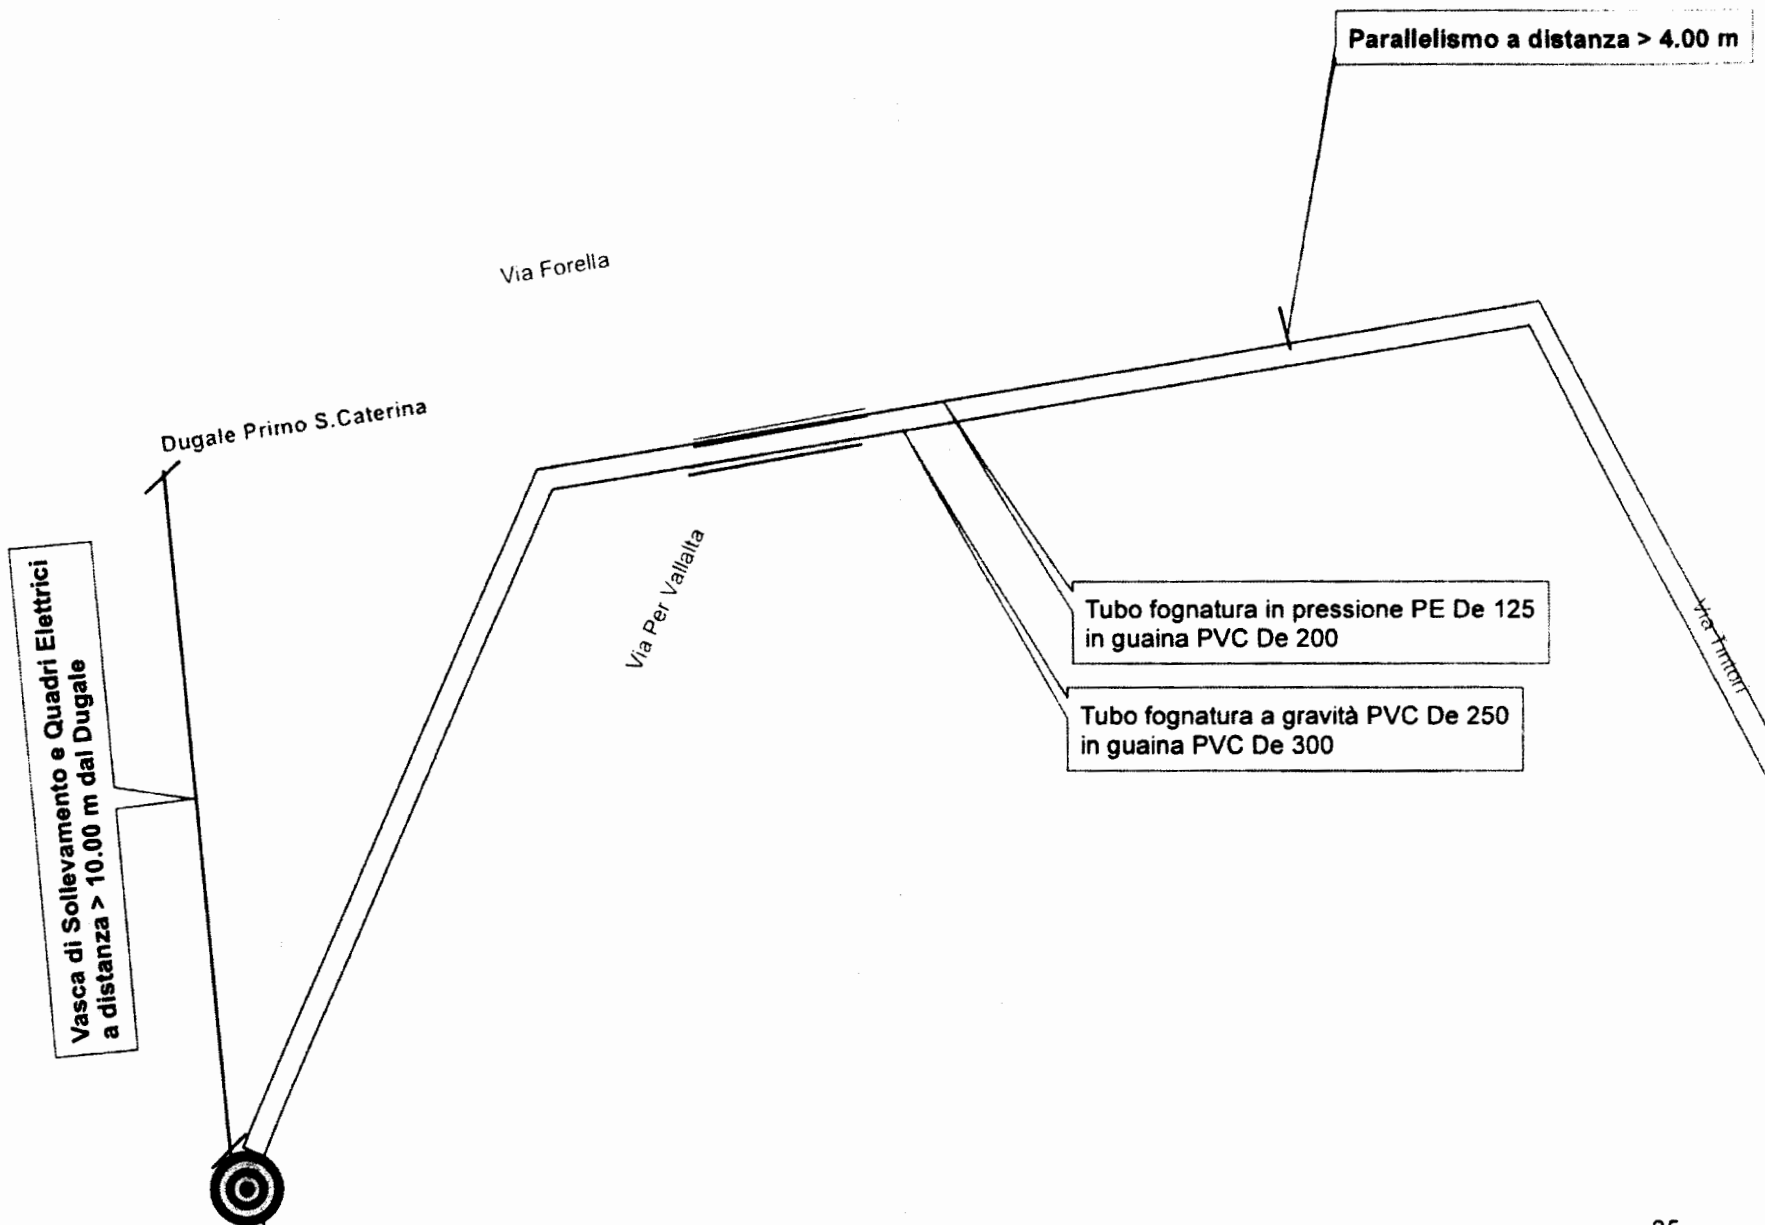 Parallelismo a distanza > 4.00 m
Via Forella
Dugale Primo S.Caterina
Vasca di Sollevamento e Quadri Elettrici
a distanza > 10.00 m dal Dugale
Via Per Vallalta
Tubo fognatura in pressione PE De 125
in guaina PVC De 200
Via Tintori
Tubo fognatura a gravità PVC De 250
in guaina PVC De 300